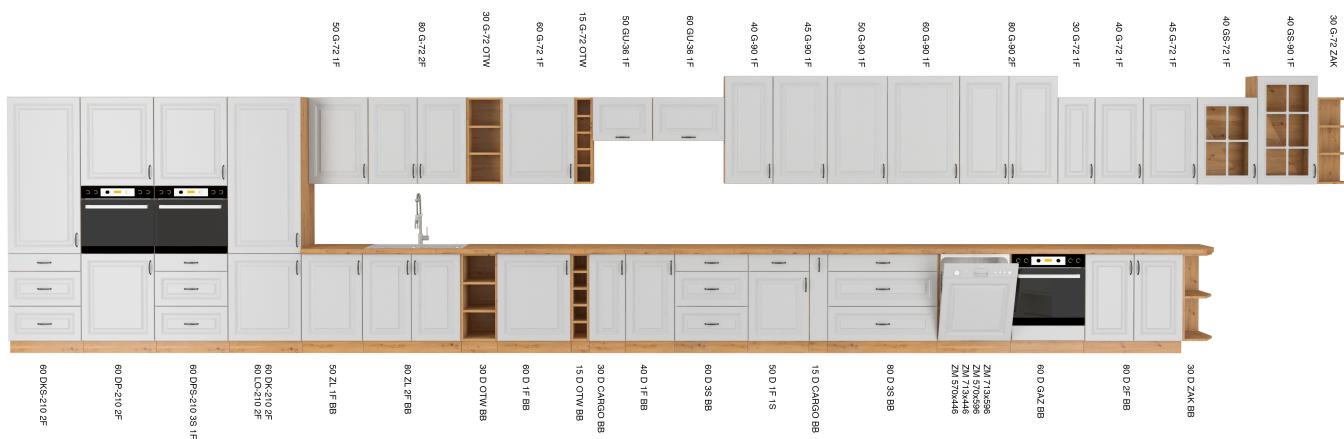 50 G-72 1F
80 G-72 2F
30 G-72 OTW
60 G-72 1F
15 G-72 OTW
50 GU-36 1F
60 GU-36 1F
40 G-90 1F
45 G-90 1F
50 G-90 1F
60 G-90 1F
80 G-90 2F
30 G-72 1F
40 G-72 1F
45 G-72 1F
40 GS-72 1F
40 GS-90 1F
30 G-72 ZAK
60 DKS-210 2F
60 DP-210 2F
60 DPS-210 3S 1F
60 DK-210 2F
60 LO-210 2F
50 ZL 1F BB
80 ZL 2F BB
30 D OTW BB
60 D 1F BB
15 D OTW BB
30 D CARGO BB
40 D 1F BB
60 D 3S BB
50 D 1F 1S
15 D CARGO BB
80 D 3S BB
ZM 713x596
ZM 570x596
ZM 713x446
ZM 570x446
60 D GAZ BB
80 D 2F BB
30 D ZAK BB